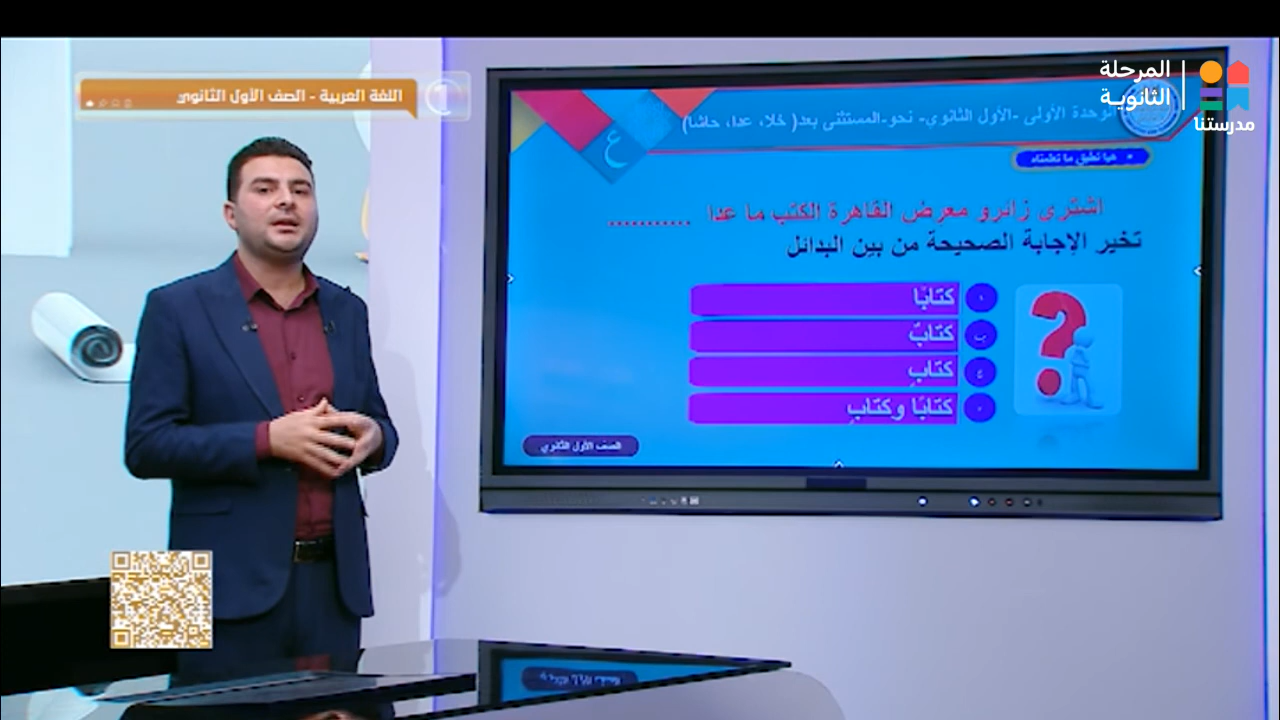 المرحلة
الثانوية
مدرستنا
اللغة العربية - الصف الأول الثانوي
الوحدة الأولى -الأول الثانوي- نحو-المستثنى بعد( خلا، عدا، حاشا)
هيا نطبق ما تعلمناه
اشترى زائرو معرض القاهرة الكتب ما عدا ...........
تخير الإجابة الصحيحة من بين البدائل
أ كتابًا
ب كتابٌ
ج كتابٍ
د كتابًا وكتابٍ
الصف الأول الثانوي